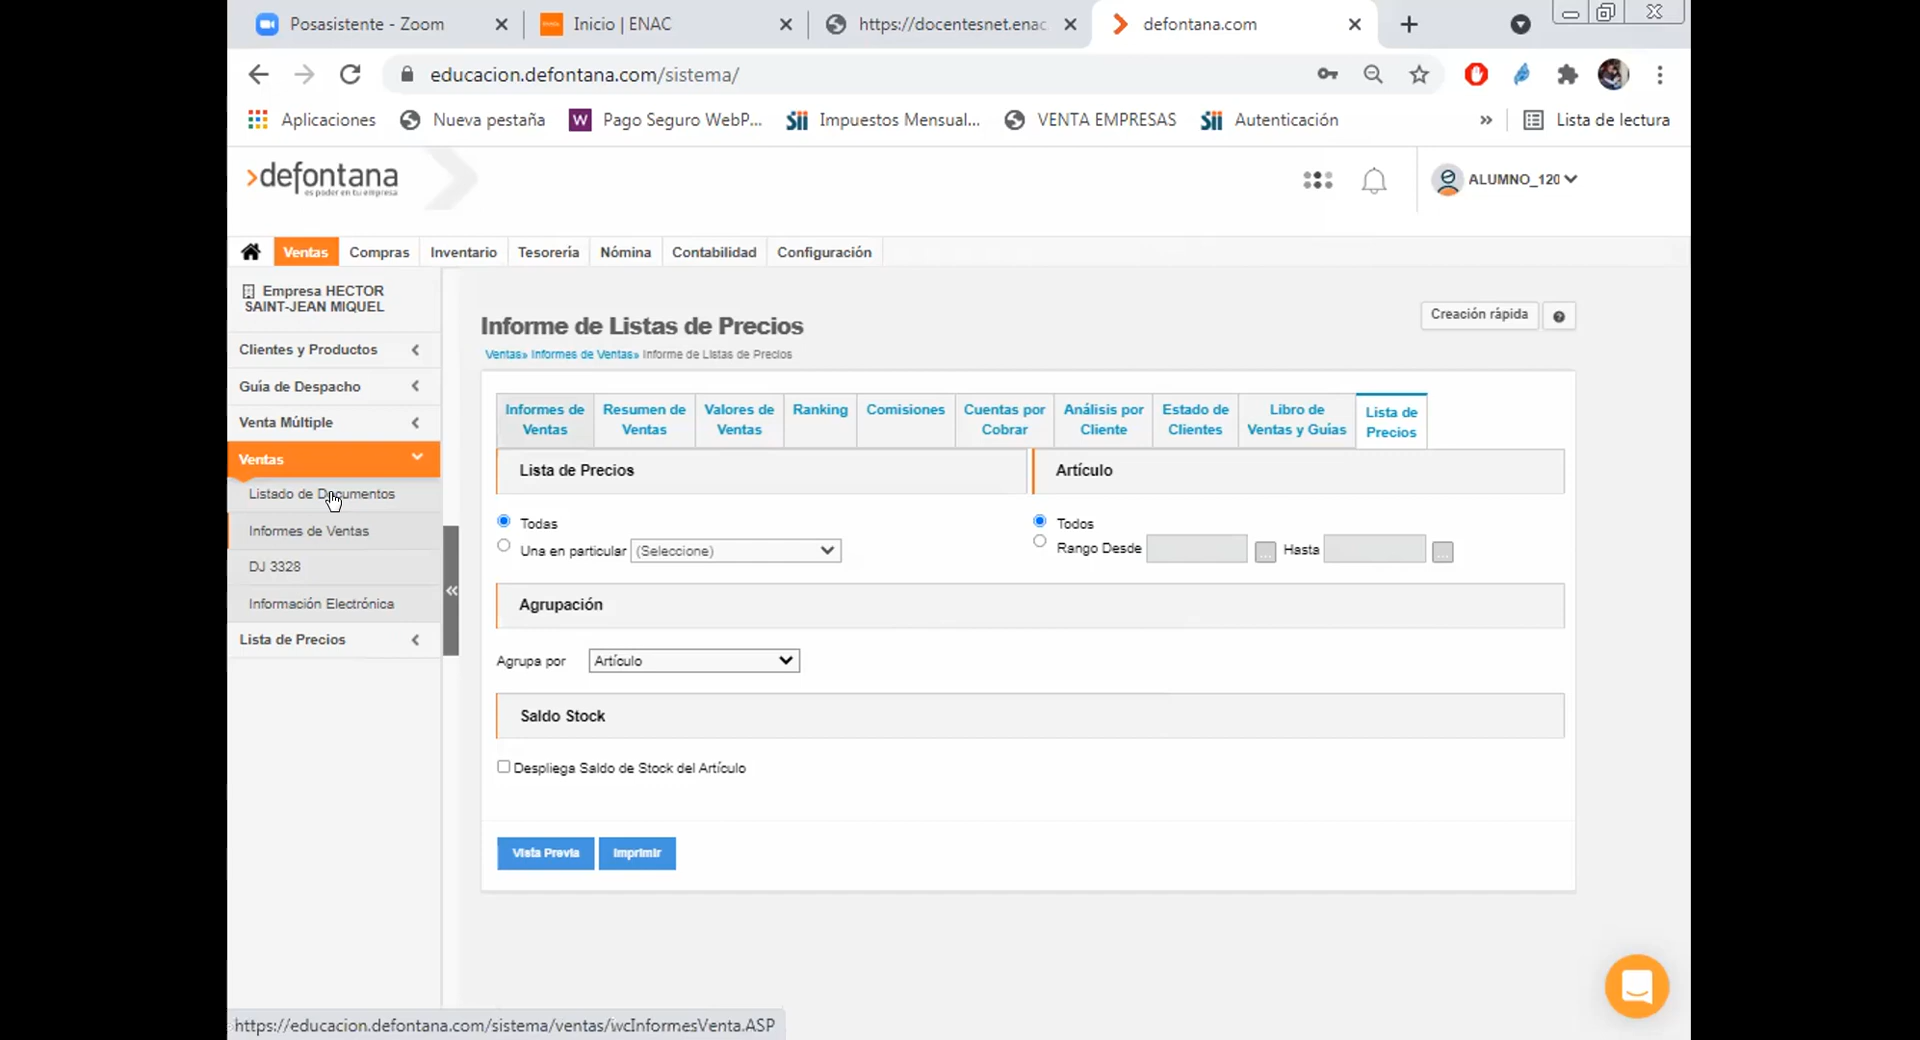 Posasistente - Zoom
Inicio | ENAC
https://docentesnet.enac
defontana.com
educacion.defontana.com/sistema/
Aplicaciones
Nueva pestaña
W
Pago Seguro WebP...
Sii
Impuestos Mensual...
VENTA EMPRESAS
Sii
Autenticación
»
Lista de lectura
>defontana
es poder en tu empresa
ALUMNO_120
Ventas
Compras
Inventario
Tesorería
Nómina
Contabilidad
Configuración
Empresa HECTOR
SAINT-JEAN MIQUEL
Clientes y Productos
Guía de Despacho
Venta Múltiple
Ventas
Listado de Documentos
Informes de Ventas
DJ 3328
Información Electrónica
Lista de Precios
«
Informe de Listas de Precios
Creación rápida
?
Ventas» Informes de Ventas» Informe de Listas de Precios
Informes de
Ventas
Resumen de
Ventas
Valores de
Ventas
Ranking
Comisiones
Cuentas por
Cobrar
Análisis por
Cliente
Estado de
Clientes
Libro de
Ventas y Guías
Lista de
Precios
Lista de Precios
Artículo
Todas
Una en particular (Seleccione)
Todos
Rango Desde ... Hasta ...
Agrupación
Agrupa por Artículo
Saldo Stock
Despliega Saldo de Stock del Artículo
Vista Previa
Imprimir
https://educacion.defontana.com/sistema/ventas/wcInformesVenta.ASP